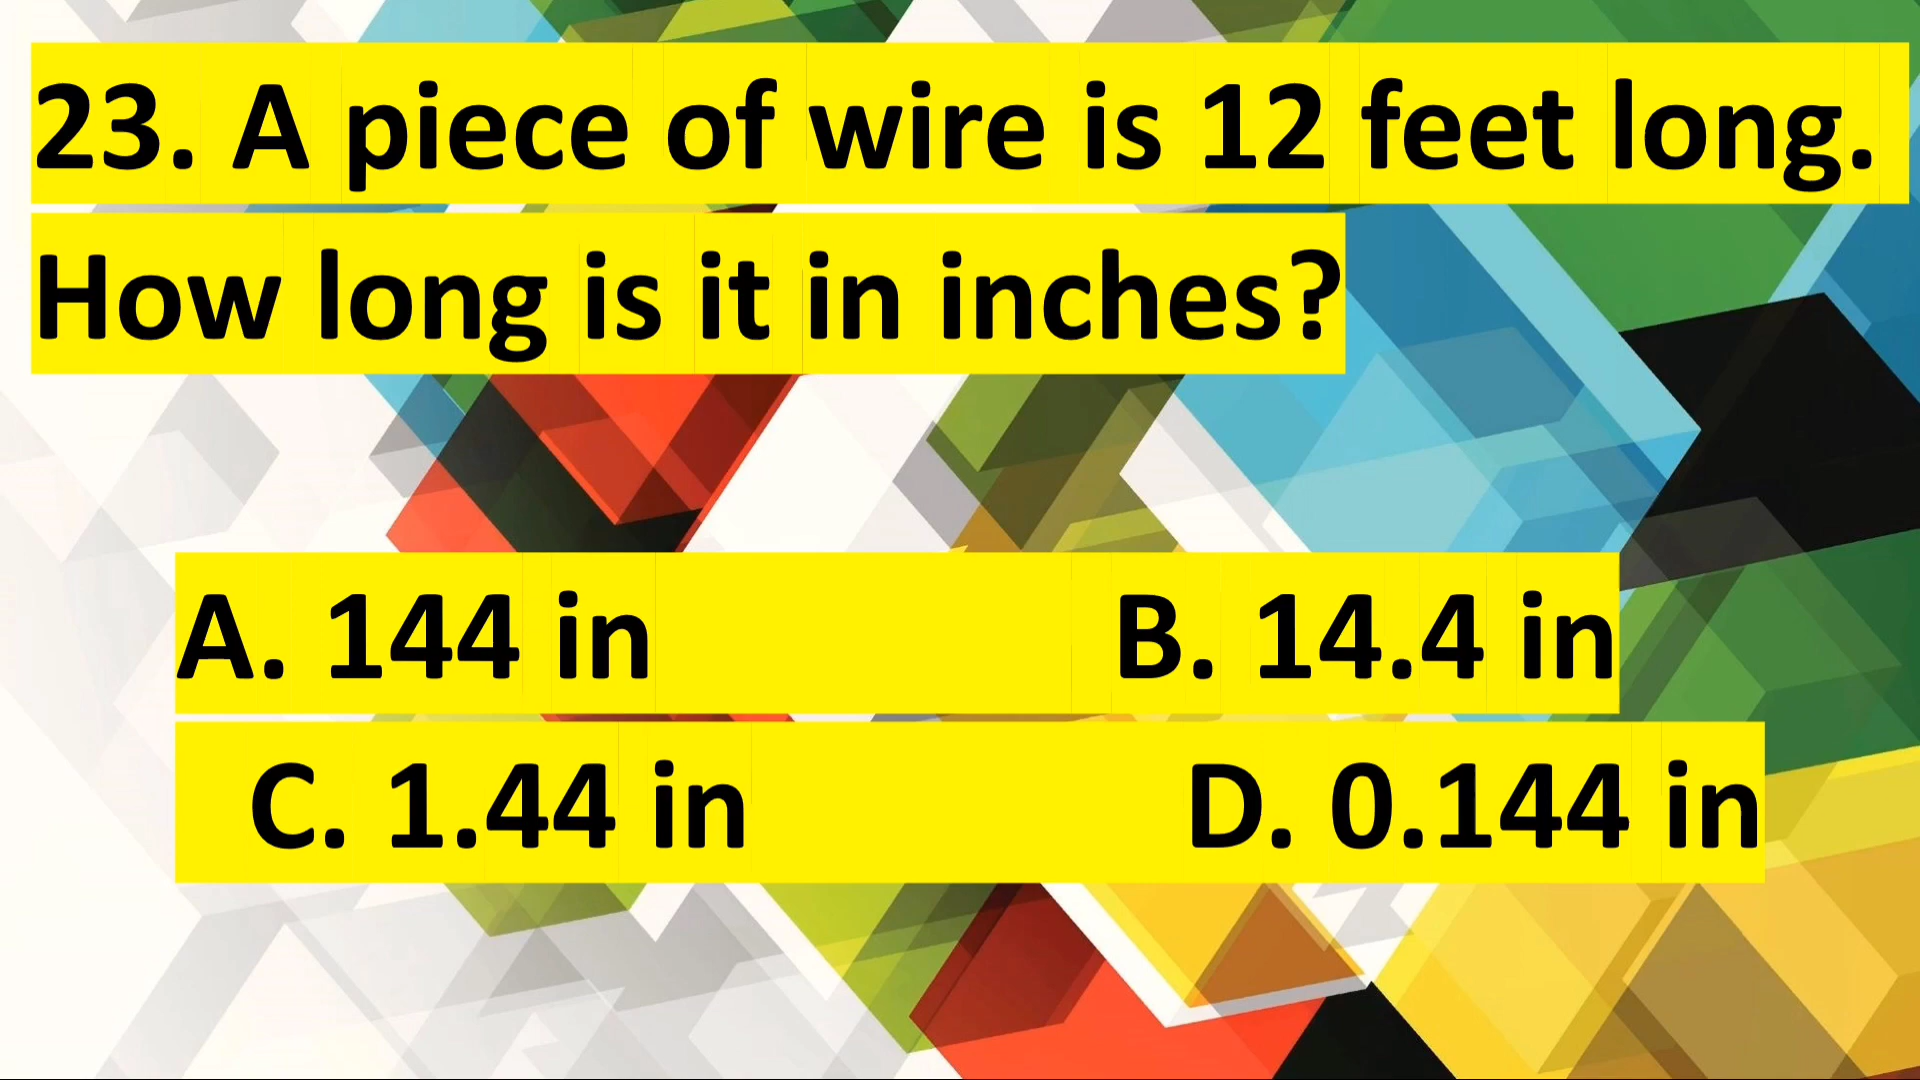 23. A piece of wire is 12 feet long.
How long is it in inches?
A. 144 in B. 14.4 in
C. 1.44 in D. 0.144 in